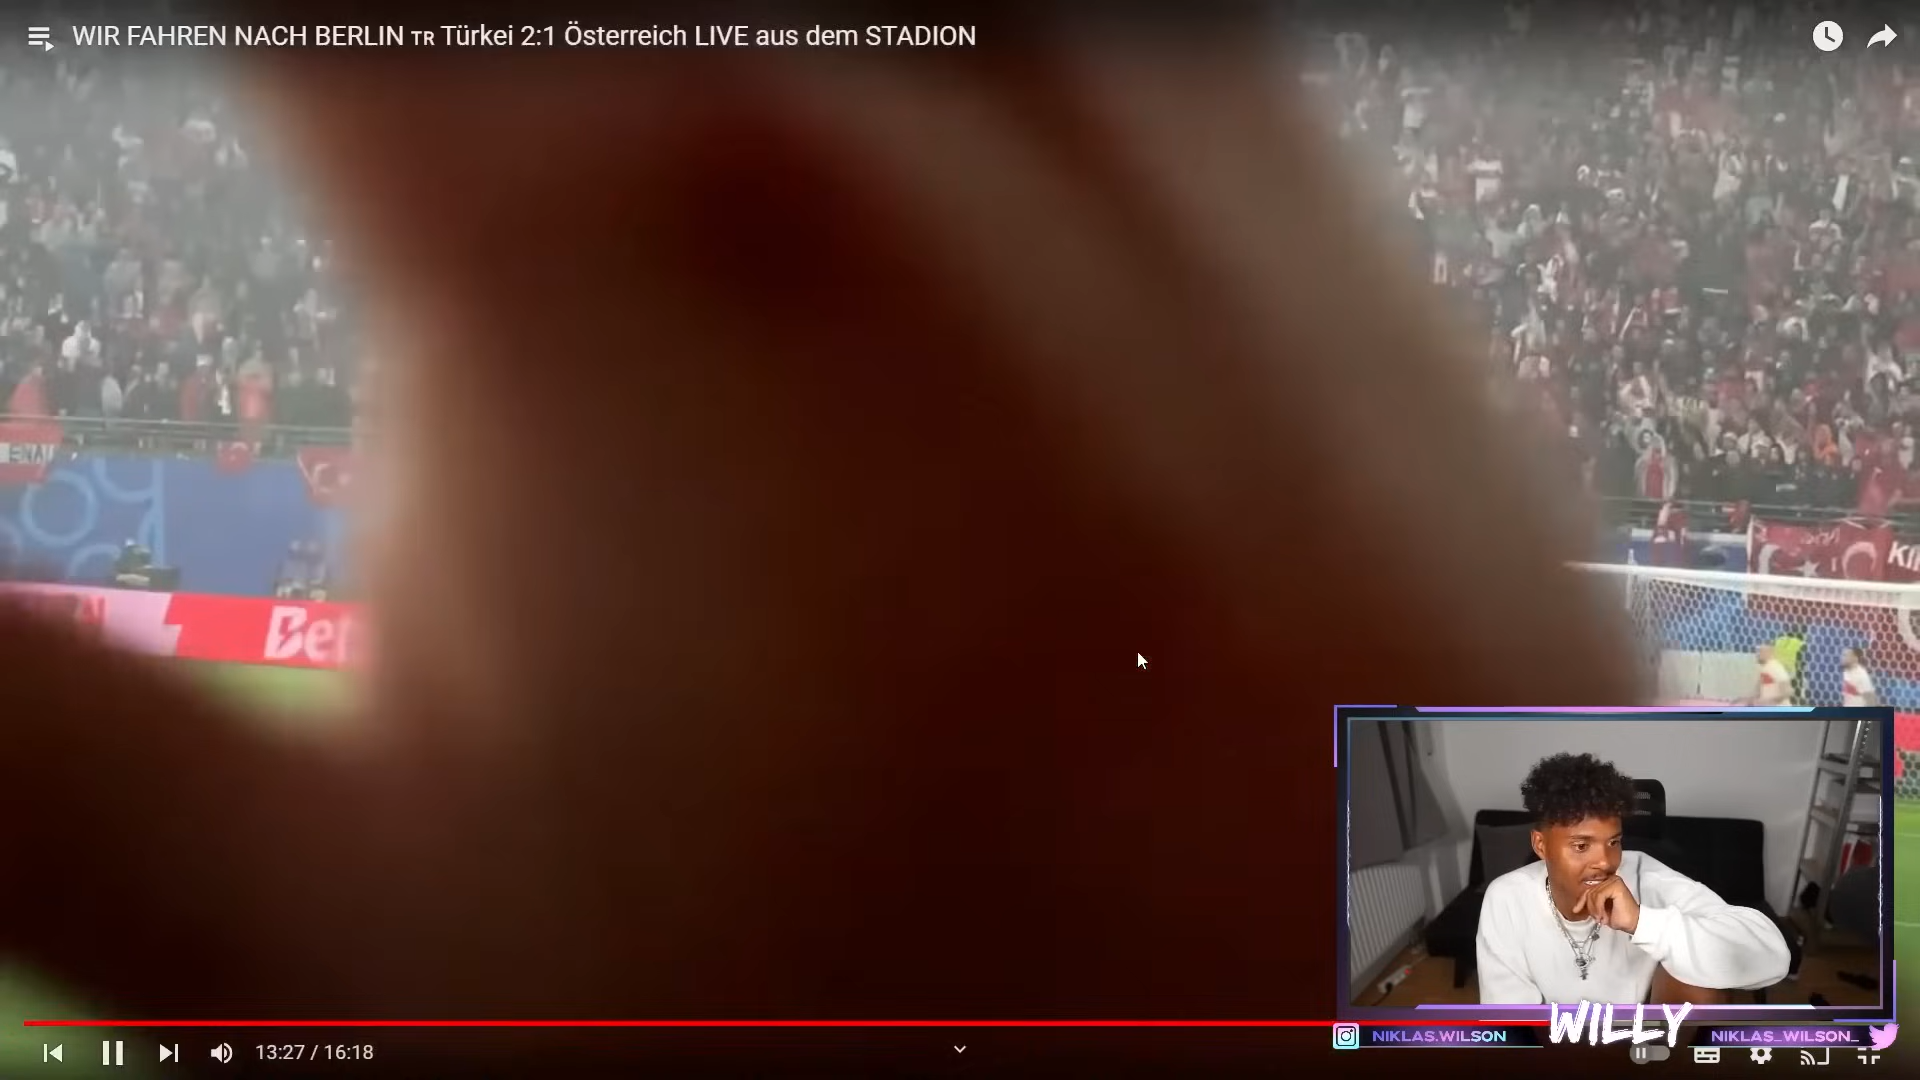 WIR FAHREN NACH BERLIN TR Türkei 2:1 Österreich LIVE aus dem STADION
Bet
13:27 / 16:18
NIKLAS.WILSON
WILLY
NIKLAS_WILSON_